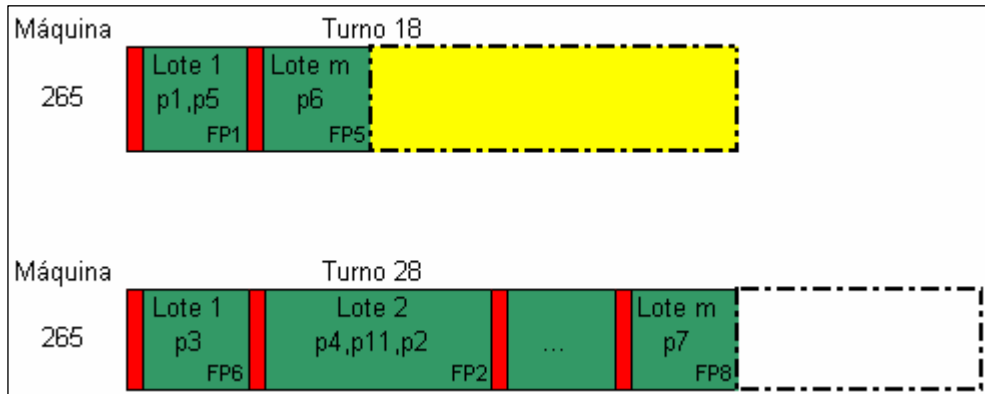 Máquina Turno 18
Lote 1 Lote m
265 p1,p5 p6
FP1 FP5
Máquina Turno 28
Lote 1 Lote 2 Lote m
265 p3 p4,p11,p2 ... p7
FP6 FP2 FP8